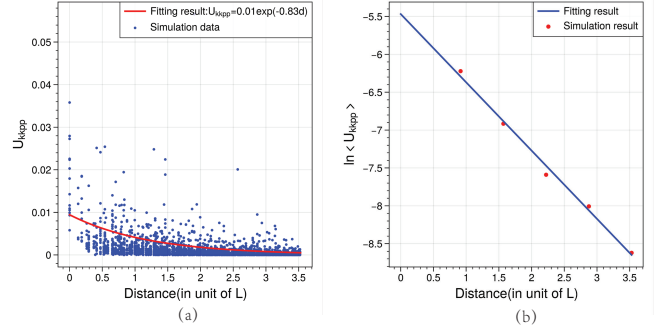 Fitting result:Ukkpp=0.01exp(-0.83d)
Simulation data
0.05
0.04
0.03
0.02
0.01
0
Ukkpp
0 0.5 1 1.5 2 2.5 3 3.5
Distance(in unit of L)
(a)
Fitting result
Simulation result
−5.5
−6
−6.5
−7
−7.5
−8
−8.5
ln < Ukkpp >
0 0.5 1 1.5 2 2.5 3 3.5
Distance(in unit of L)
(b)